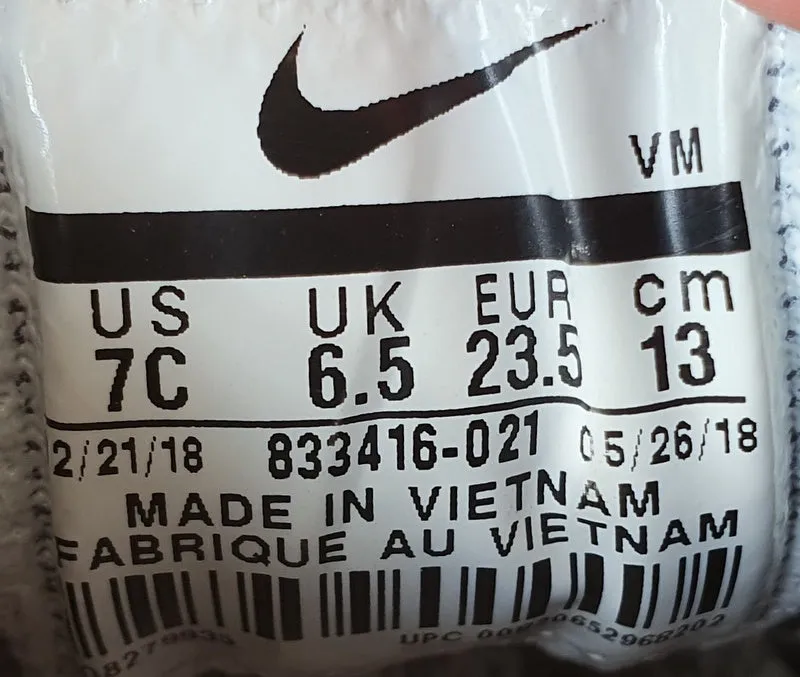 VM
US UK EUR cm
7C 6.5 23.5 13
2/21/18 833416-021 05/26/18
MADE IN VIETNAM
FABRIQUE AU VIETNAM
UPC